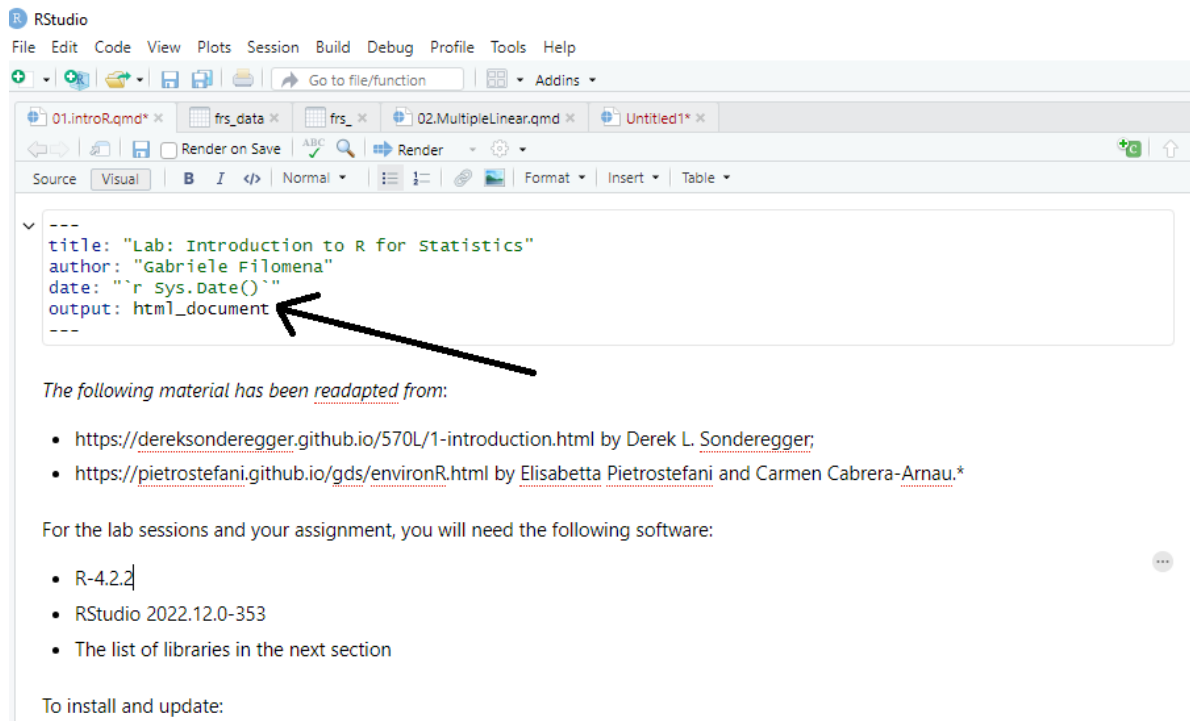 RStudio
File Edit Code View Plots Session Build Debug Profile Tools Help
Go to file/function Addins
01.introR.qmd* frs_data frs_ 02.MultipleLinear.qmd Untitled1*
Render on Save ABC Render
Source Visual B I </> Normal Format Insert Table
---
title: "Lab: Introduction to R for Statistics"
author: "Gabriele Filomena"
date: "`r Sys.Date()`"
output: html_document
---
The following material has been readapted from:
• https://dereksonderegger.github.io/570L/1-introduction.html by Derek L. Sonderegger;
• https://pietrostefani.github.io/gds/environR.html by Elisabetta Pietrostefani and Carmen Cabrera-Arnau.*
For the lab sessions and your assignment, you will need the following software:
• R-4.2.2
• RStudio 2022.12.0-353
• The list of libraries in the next section
To install and update: